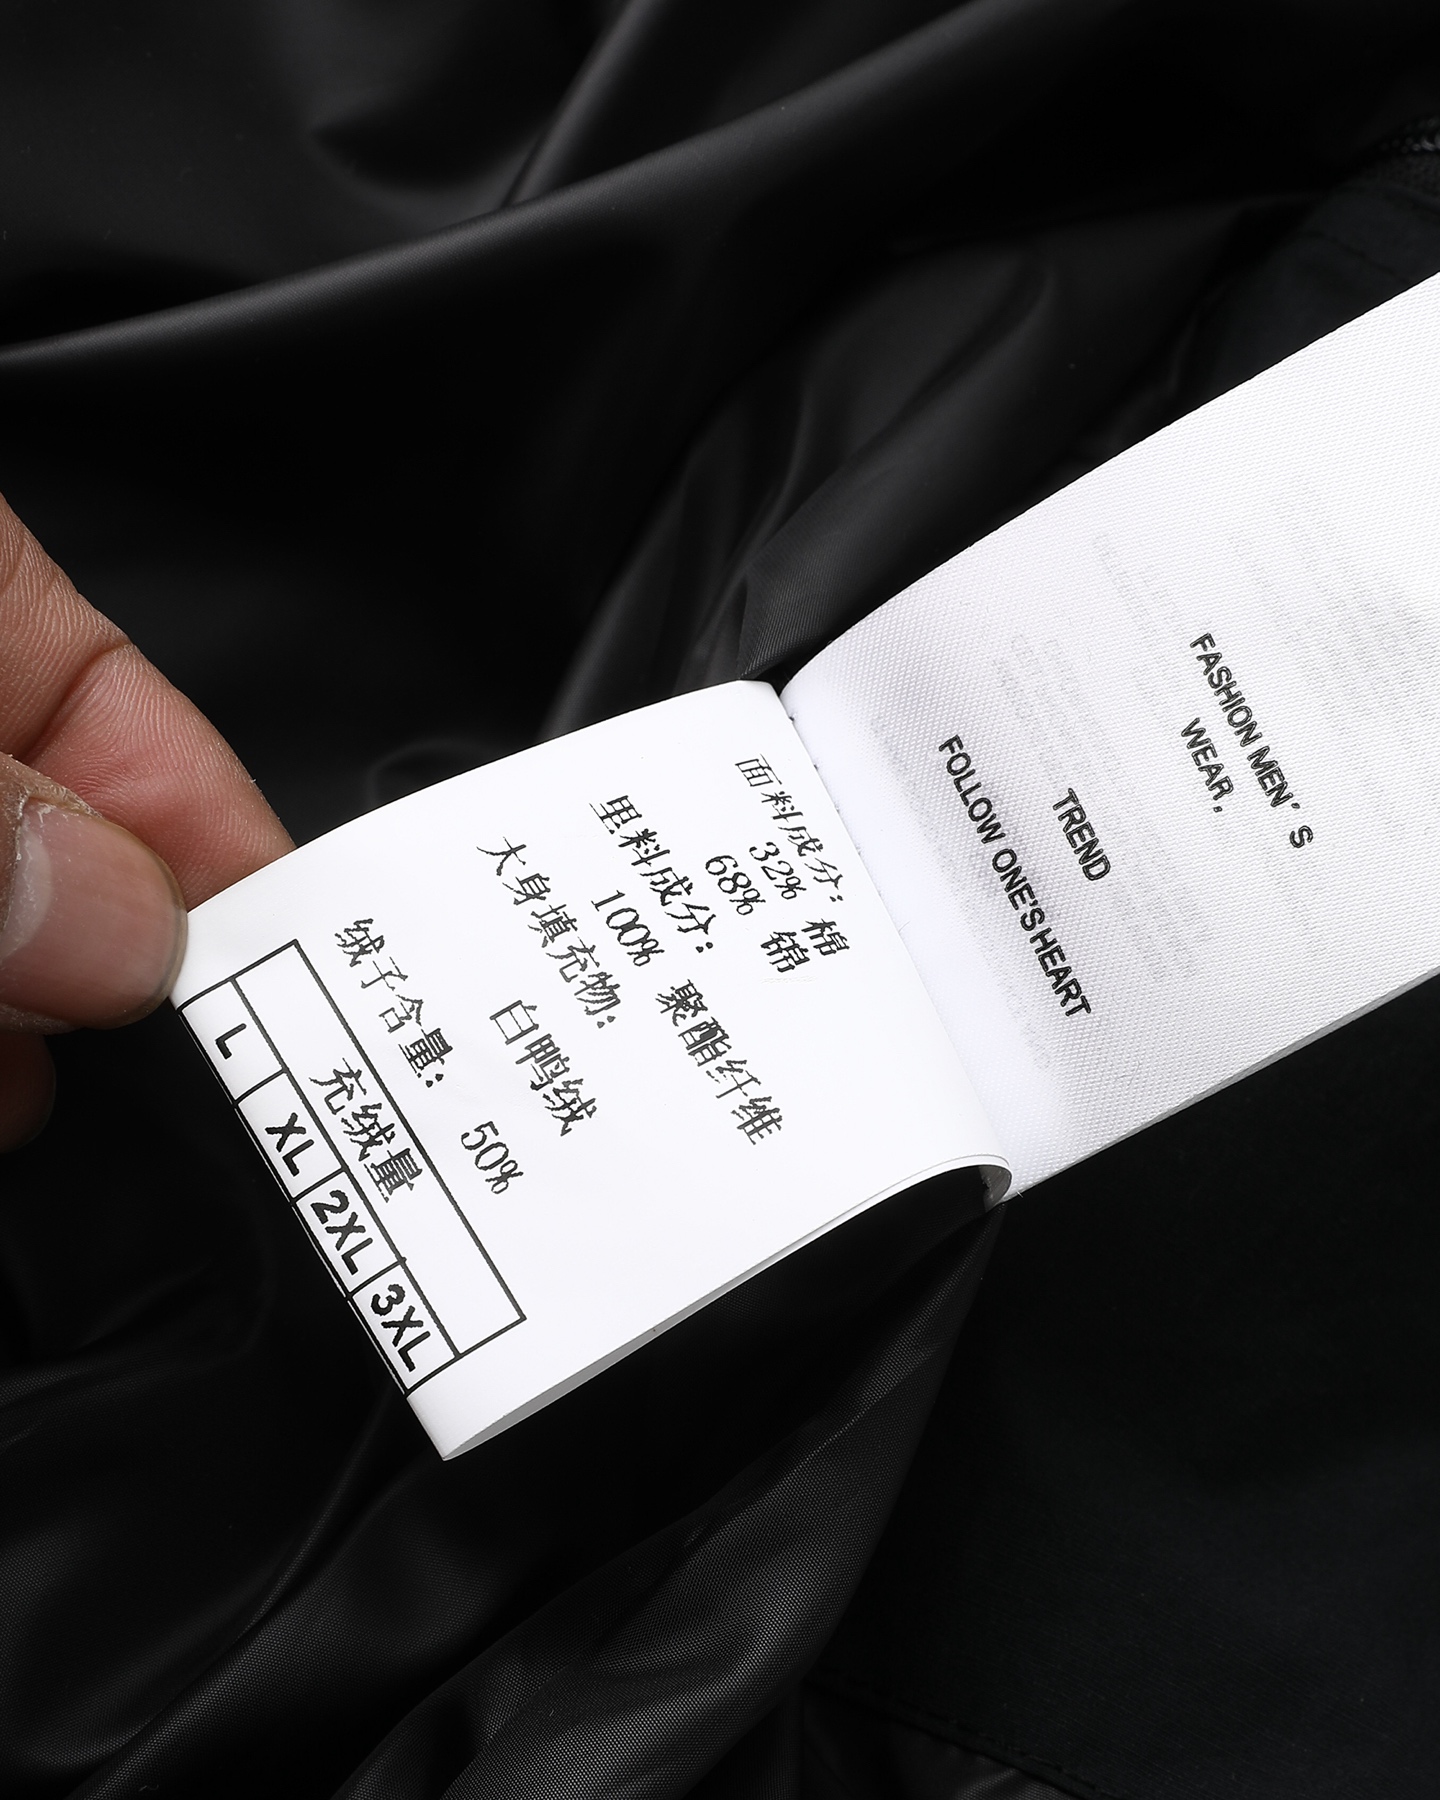 面料成分:
32% 棉
68% 锦
里料成分:
100% 聚酯纤维
大身填充物:
白鸭绒
绒子含量: 50%
充绒量
L XL 2XL 3XL
FASHION MEN'S
WEAR,
TREND
FOLLOW ONE'S HEART